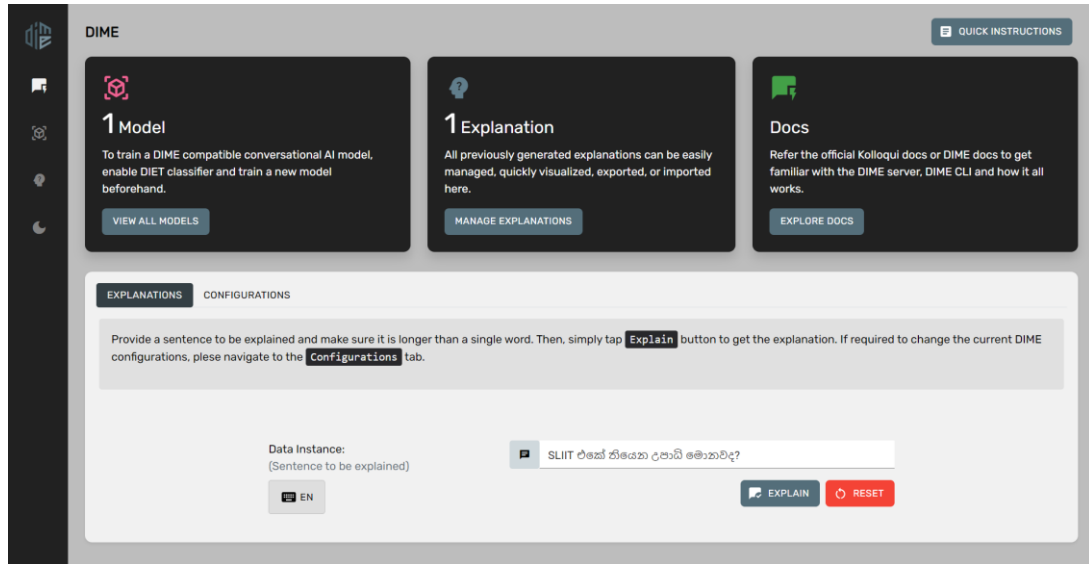 dime
DIME
QUICK INSTRUCTIONS
1 Model
To train a DIME compatible conversational AI model,
enable DIET classifier and train a new model
beforehand.
VIEW ALL MODELS
1 Explanation
All previously generated explanations can be easily
managed, quickly visualized, exported, or imported
here.
MANAGE EXPLANATIONS
Docs
Refer the official Kolloqui docs or DIME docs to get
familiar with the DIME server, DIME CLI and how it all
works.
EXPLORE DOCS
EXPLANATIONS CONFIGURATIONS
Provide a sentence to be explained and make sure it is longer than a single word. Then, simply tap Explain button to get the explanation. If required to change the current DIME
configurations, plese navigate to the Configurations tab.
Data Instance:
(Sentence to be explained)
SLIIT එකේ තියෙන උපාධි මොනවද?
EN
EXPLAIN RESET